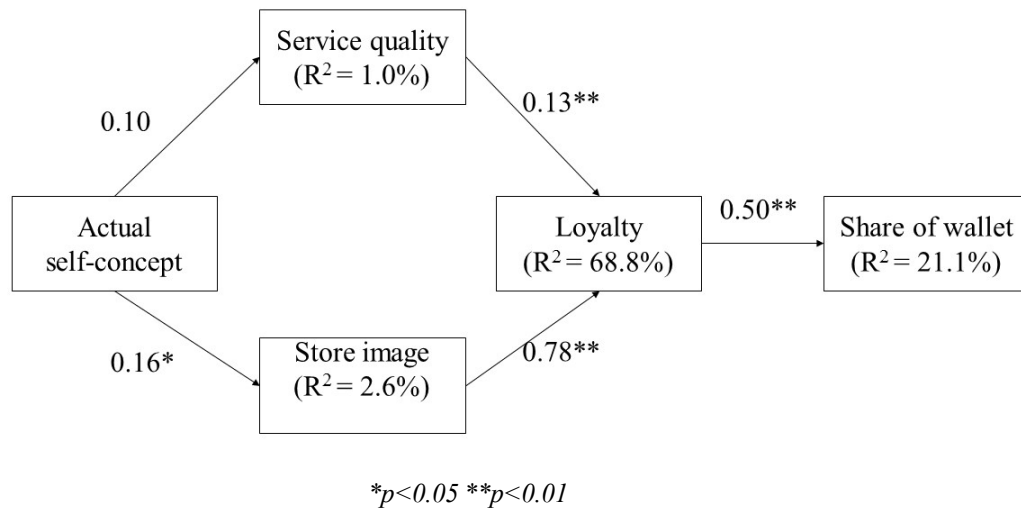 Service quality
(R² = 1.0%)
0.10
0.13**
Actual
self-concept
Loyalty
(R² = 68.8%)
0.50**
Share of wallet
(R² = 21.1%)
0.16*
Store image
(R² = 2.6%)
0.78**
*p<0.05 **p<0.01